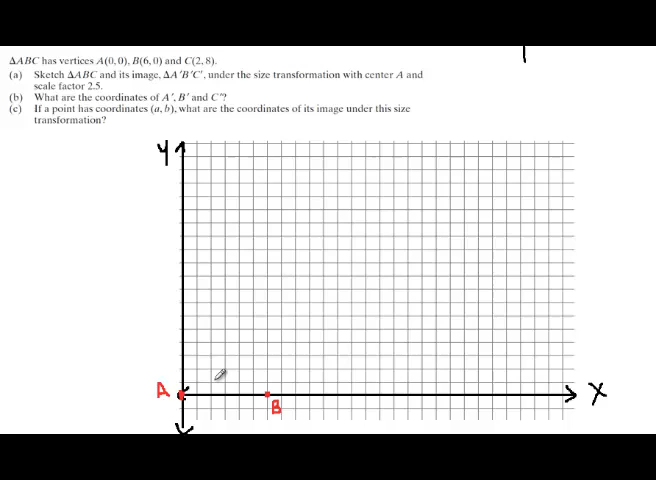 ΔABC has vertices A(0, 0), B(6, 0) and C(2, 8).
(a) Sketch ΔABC and its image, ΔA′B′C′, under the size transformation with center A and
scale factor 2.5.
(b) What are the coordinates of A′, B′ and C′?
(c) If a point has coordinates (a, b), what are the coordinates of its image under this size
transformation?
Y
A
B
X